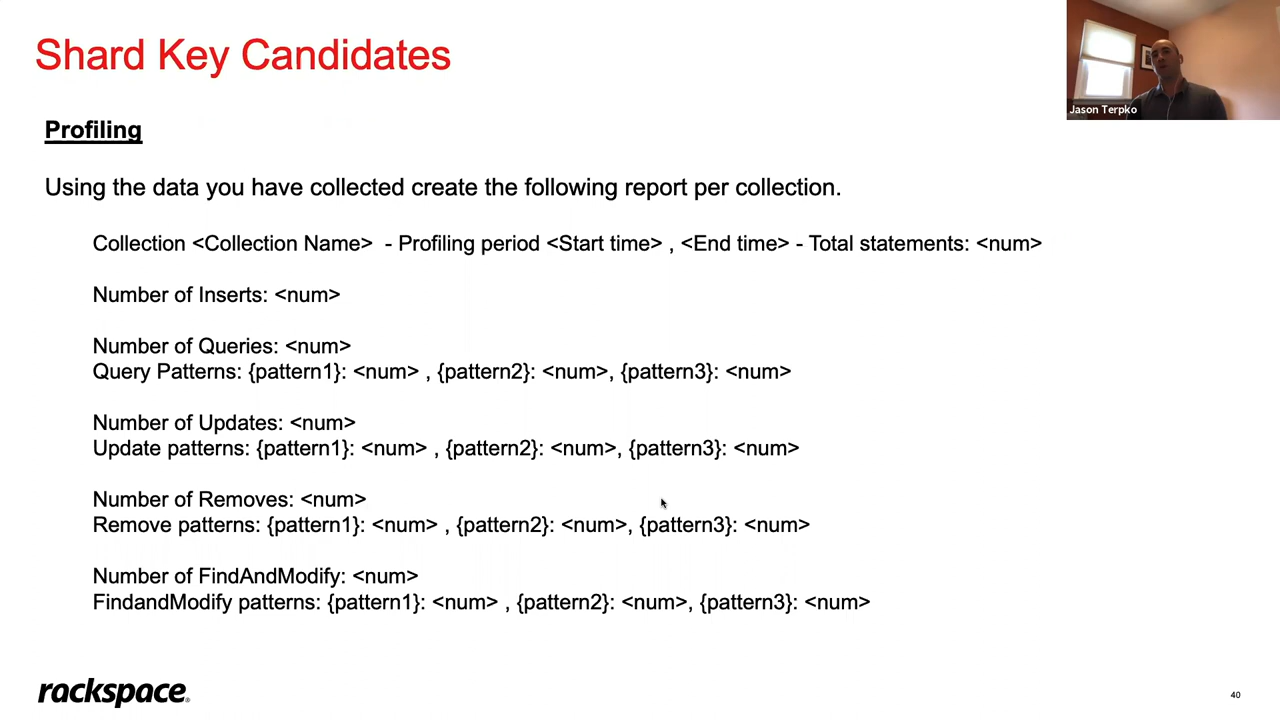 Shard Key Candidates
Jason Terpko
Profiling
Using the data you have collected create the following report per collection.
Collection <Collection Name> - Profiling period <Start time> , <End time> - Total statements: <num>
Number of Inserts: <num>
Number of Queries: <num>
Query Patterns: {pattern1}: <num> , {pattern2}: <num>, {pattern3}: <num>
Number of Updates: <num>
Update patterns: {pattern1}: <num> , {pattern2}: <num>, {pattern3}: <num>
Number of Removes: <num>
Remove patterns: {pattern1}: <num> , {pattern2}: <num>, {pattern3}: <num>
Number of FindAndModify: <num>
FindandModify patterns: {pattern1}: <num> , {pattern2}: <num>, {pattern3}: <num>
rackspace®
40